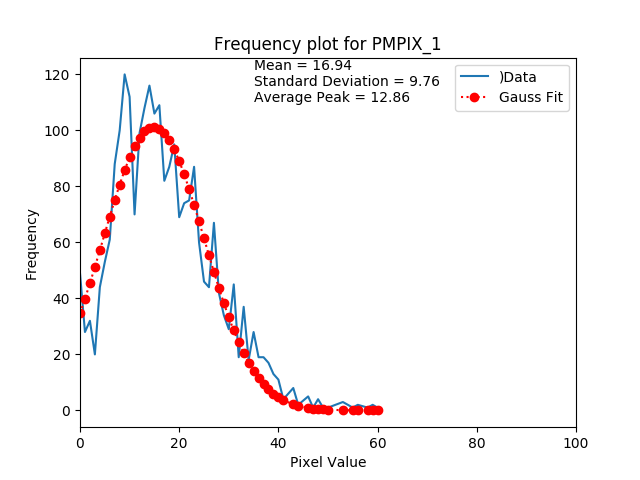 Frequency plot for PMPIX_1
Mean = 16.94
Standard Deviation = 9.76
Average Peak = 12.86
)Data
Gauss Fit
Frequency
120
100
80
60
40
20
0
0 20 40 60 80 100
Pixel Value